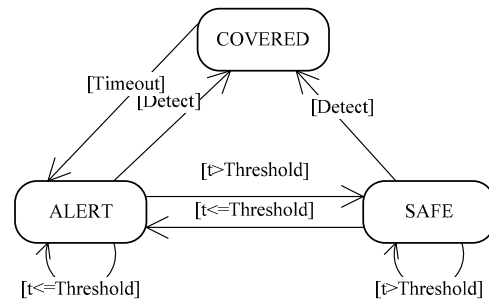 COVERED
[Timeout]
[Detect]
[Detect]
[t>Threshold]
ALERT
[t<=Threshold]
SAFE
[t<=Threshold]
[t>Threshold]